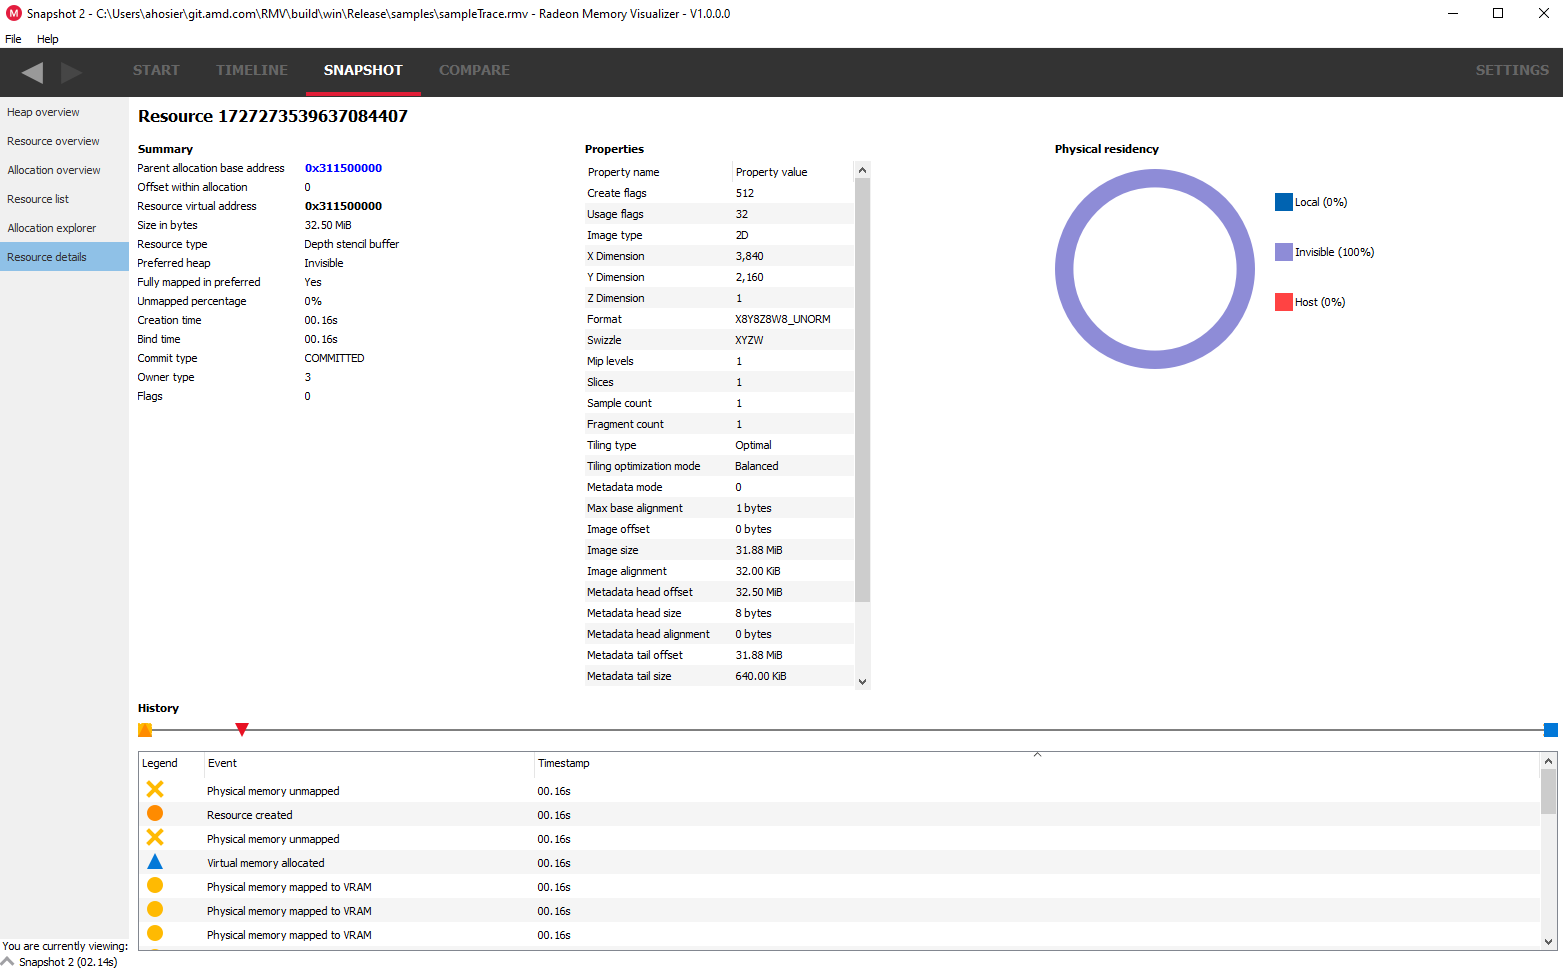 Snapshot 2 - C:\Users\ahosier\git.amd.com\RMV\build\win\Release\samples\sampleTrace.rmv - Radeon Memory Visualizer - V1.0.0.0
File Help
START TIMELINE SNAPSHOT COMPARE SETTINGS
Heap overview
Resource overview
Allocation overview
Resource list
Allocation explorer
Resource details
Resource 1727273539637084407
Summary
Parent allocation base address 0x311500000
Offset within allocation 0
Resource virtual address 0x311500000
Size in bytes 32.50 MiB
Resource type Depth stencil buffer
Preferred heap Invisible
Fully mapped in preferred Yes
Unmapped percentage 0%
Creation time 00.16s
Bind time 00.16s
Commit type COMMITTED
Owner type 3
Flags 0
Properties
Property name Property value
Create flags 512
Usage flags 32
Image type 2D
X Dimension 3,840
Y Dimension 2,160
Z Dimension 1
Format X8Y8Z8W8_UNORM
Swizzle XYZW
Mip levels 1
Slices 1
Sample count 1
Fragment count 1
Tiling type Optimal
Tiling optimization mode Balanced
Metadata mode 0
Max base alignment 1 bytes
Image offset 0 bytes
Image size 31.88 MiB
Image alignment 32.00 KiB
Metadata head offset 32.50 MiB
Metadata head size 8 bytes
Metadata head alignment 0 bytes
Metadata tail offset 31.88 MiB
Metadata tail size 640.00 KiB
Physical residency
Local (0%)
Invisible (100%)
Host (0%)
History
Legend Event Timestamp
Physical memory unmapped 00.16s
Resource created 00.16s
Physical memory unmapped 00.16s
Virtual memory allocated 00.16s
Physical memory mapped to VRAM 00.16s
Physical memory mapped to VRAM 00.16s
Physical memory mapped to VRAM 00.16s
You are currently viewing:
Snapshot 2 (02.14s)